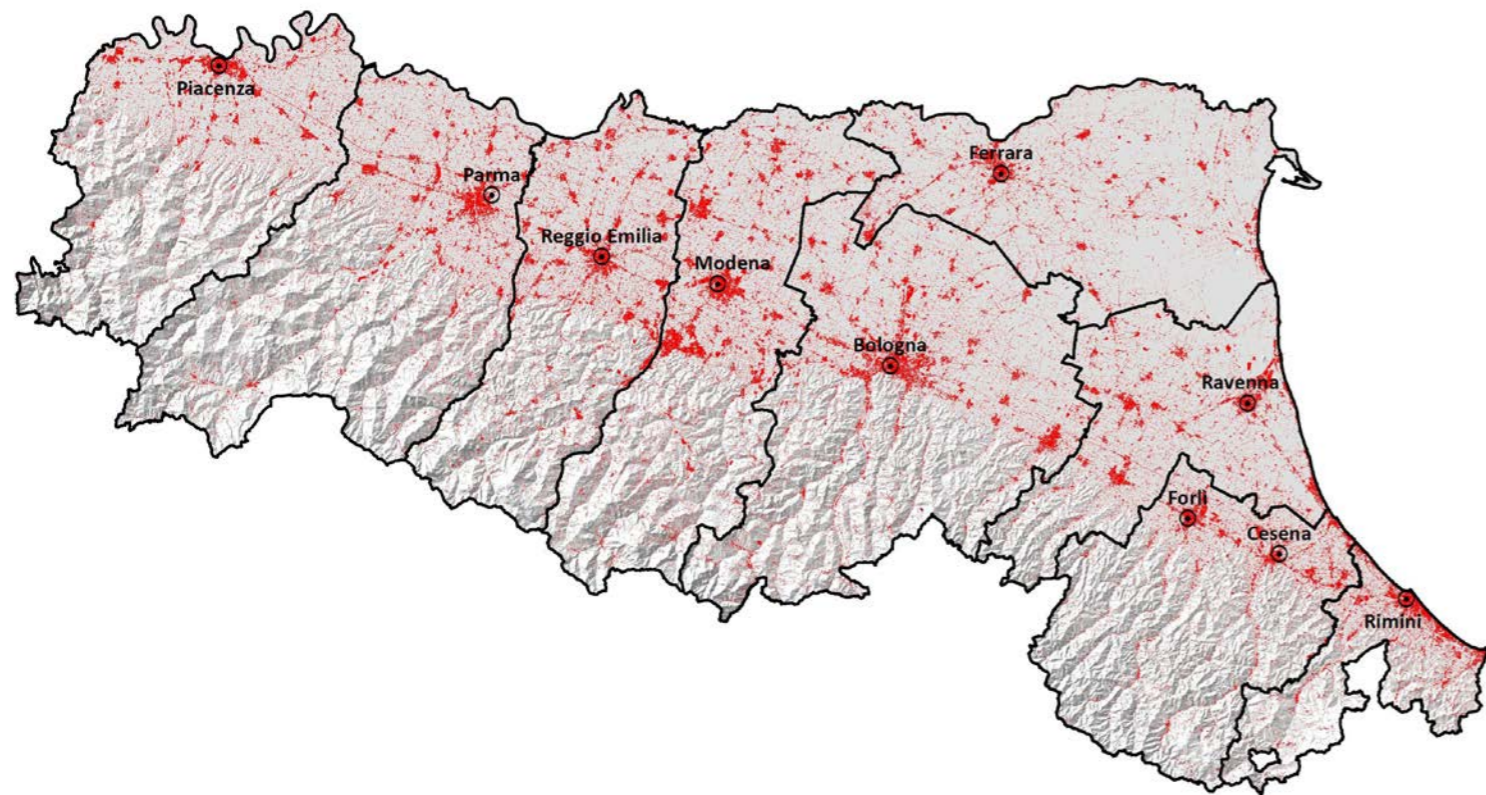 Piacenza
Parma
Ferrara
Reggio Emilia
Modena
Bologna
Ravenna
Forlì
Cesena
Rimini